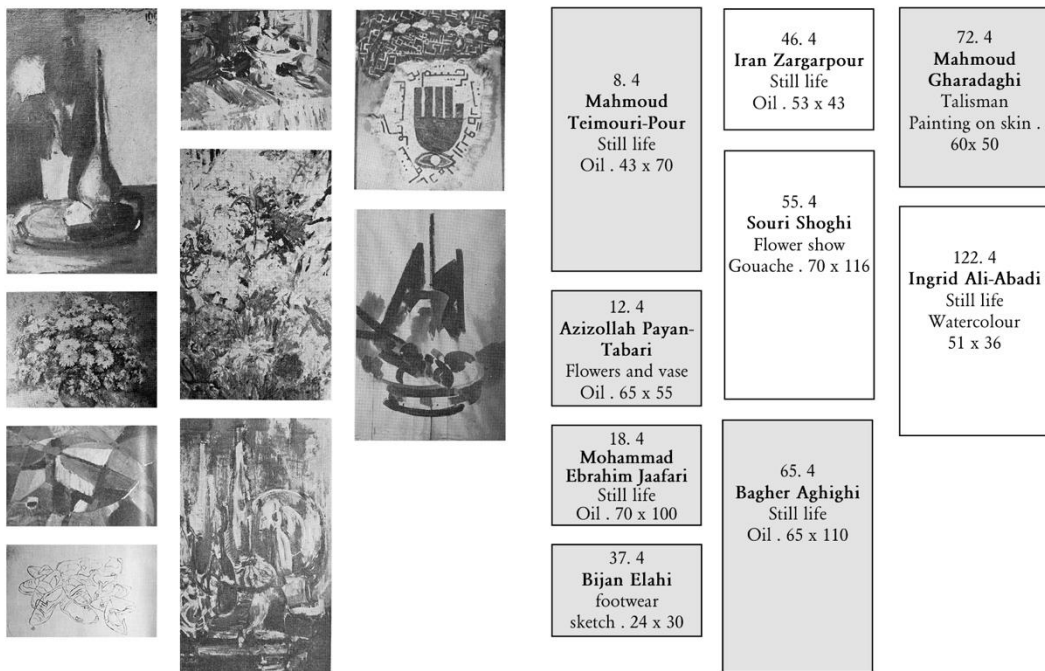 8. 4
Mahmoud
Teimouri-Pour
Still life
Oil . 43 x 70
12. 4
Azizollah Payan-
Tabari
Flowers and vase
Oil . 65 x 55
18. 4
Mohammad
Ebrahim Jaafari
Still life
Oil . 70 x 100
37. 4
Bijan Elahi
footwear
sketch . 24 x 30
46. 4
Iran Zargarpour
Still life
Oil . 53 x 43
55. 4
Souri Shoghi
Flower show
Gouache . 70 x 116
65. 4
Bagher Aghighi
Still life
Oil . 65 x 110
72. 4
Mahmoud
Gharadaghi
Talisman
Painting on skin .
60x 50
122. 4
Ingrid Ali-Abadi
Still life
Watercolour
51 x 36